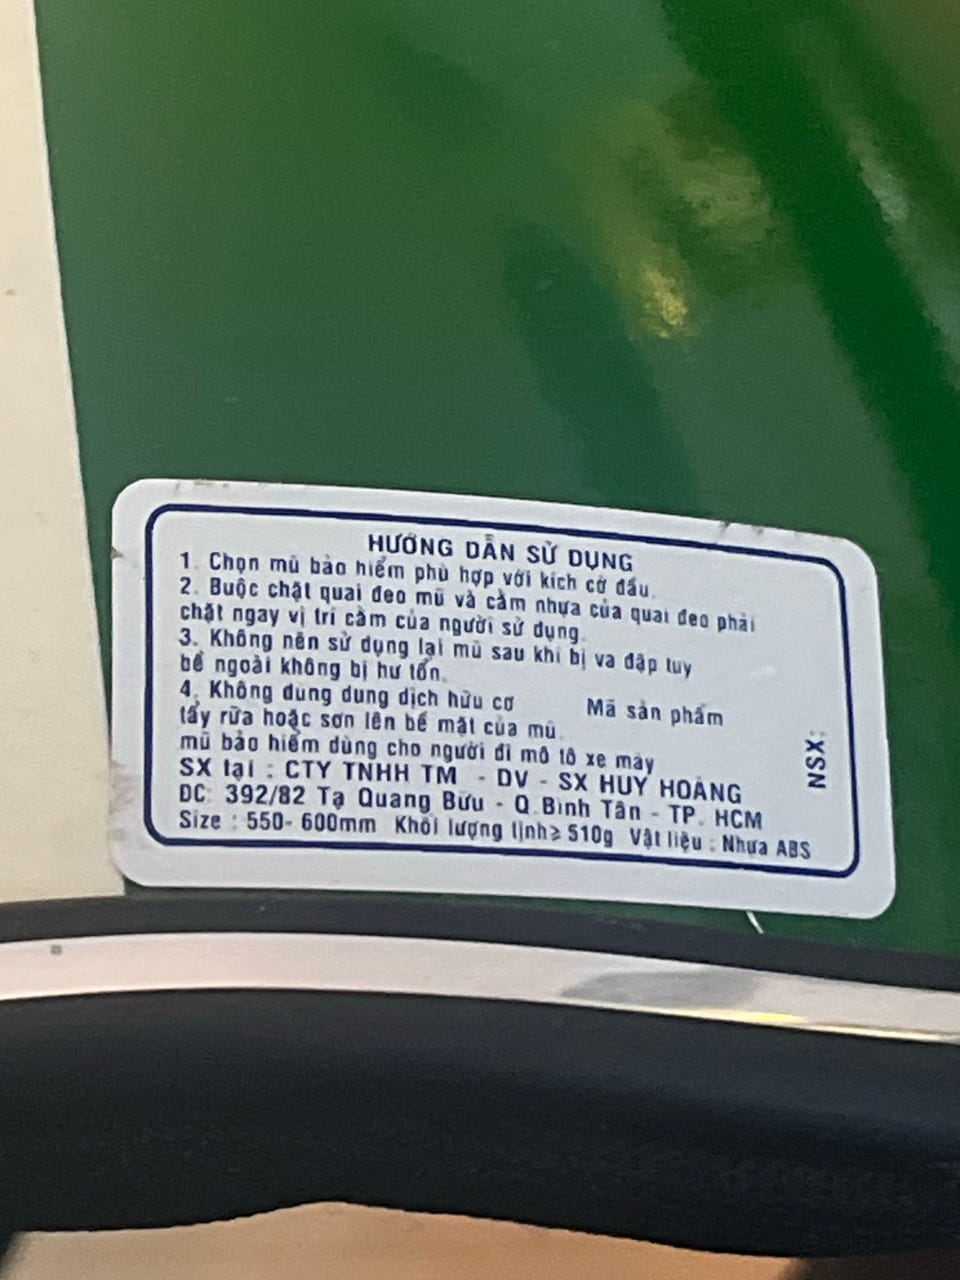 HƯỚNG DẪN SỬ DỤNG
1. Chọn mũ bảo hiểm phù hợp với kích cỡ đầu.
2. Buộc chặt quai đeo mũ và cằm nhựa của quai đeo phải
chặt ngay vị trí cằm của người sử dụng.
3. Không nên sử dụng lại mũ sau khi bị va đập tuy
bề ngoài không bị hư tổn.
4. Không dùng dung dịch hữu cơ
tẩy rửa hoặc sơn lên bề mặt của mũ.
Mã sản phẩm
mũ bảo hiểm dùng cho người đi mô tô xe máy
SX tại : CTY TNHH TM - DV - SX HUY HOÀNG
ĐC: 392/82 Tạ Quang Bửu - Q.Bình Tân - TP. HCM
Size : 550- 600mm Khối lượng tịnh≥ 510g Vật liệu : Nhựa ABS
NSX: